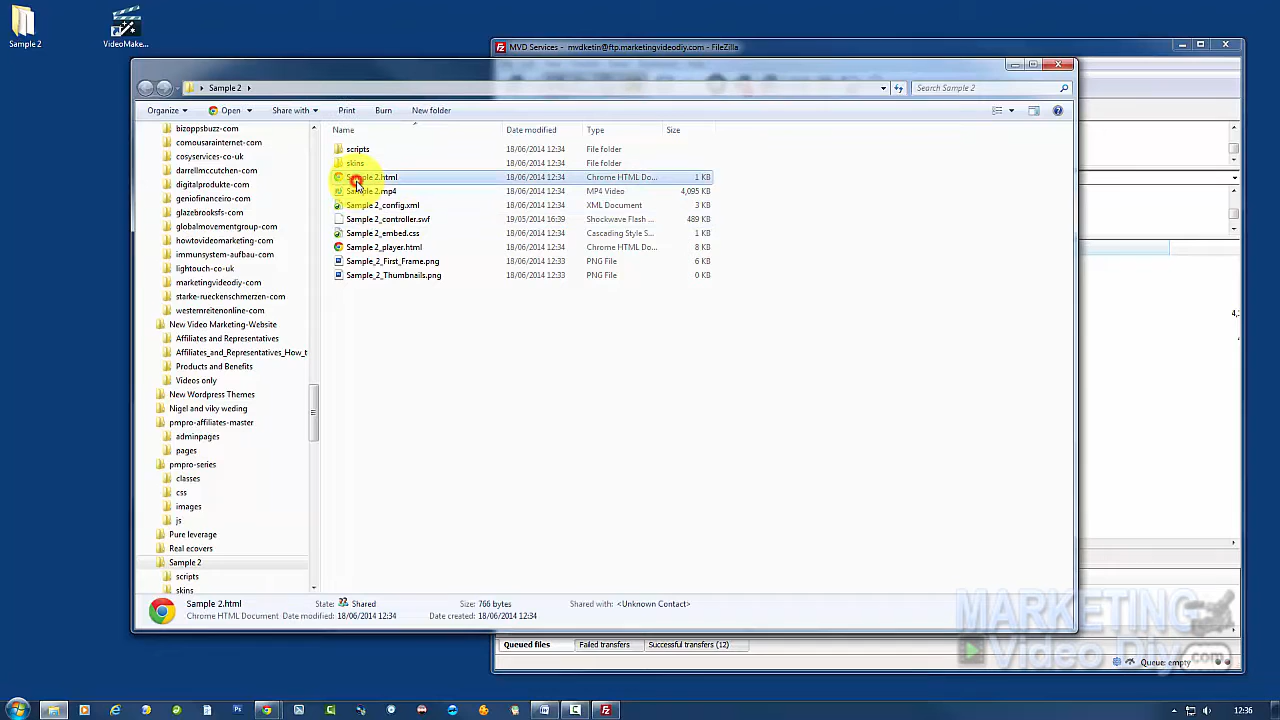 Sample 2
VideoMake...
MVD Services - mvdketin@ftp.marketingvideodiy.com - FileZilla
Sample 2
Search Sample 2
Organize Open Share with Print Burn New folder
Name Date modified Type Size
bizoppsbuzz-com
comousarainternet-com
cosyservices-co-uk
darrellmccutchen-com
digitalprodukte-com
geniofinanceiro-com
glazebrooksfs-com
globalmovementgroup-com
howtovideomarketing-com
immunsystem-aufbau-com
lightouch-co-uk
marketingvideodiy-com
starke-rueckenschmerzen-com
westernreitenonline-com
New Video Marketing-Website
Affiliates and Representatives
Affiliates_and_Representatives_How_t
Products and Benefits
Videos only
New Wordpress Themes
Nigel and viky weding
pmpro-affiliates-master
adminpages
pages
pmpro-series
classes
css
images
js
Pure leverage
Real ecovers
Sample 2
scripts
skins
scripts 18/06/2014 12:34 File folder
skins 18/06/2014 12:34 File folder
Sample 2.html 18/06/2014 12:34 Chrome HTML Do... 1 KB
Sample 2.mp4 18/06/2014 12:34 MP4 Video 4,095 KB
Sample 2_config.xml 18/06/2014 12:34 XML Document 3 KB
Sample 2_controller.swf 19/03/2014 16:39 Shockwave Flash ... 489 KB
Sample 2_embed.css 18/06/2014 12:34 Cascading Style S... 1 KB
Sample 2_player.html 18/06/2014 12:34 Chrome HTML Do... 8 KB
Sample_2_First_Frame.png 18/06/2014 12:33 PNG File 6 KB
Sample_2_Thumbnails.png 18/06/2014 12:33 PNG File 0 KB
4,
Sample 2.html State: Shared Size: 766 bytes Shared with: <Unknown Contact>
Chrome HTML Document Date modified: 18/06/2014 12:34 Date created: 18/06/2014 12:34
MARKETING
Video Diy.com
Queued files Failed transfers Successful transfers (12)
Queue: empty
12:36